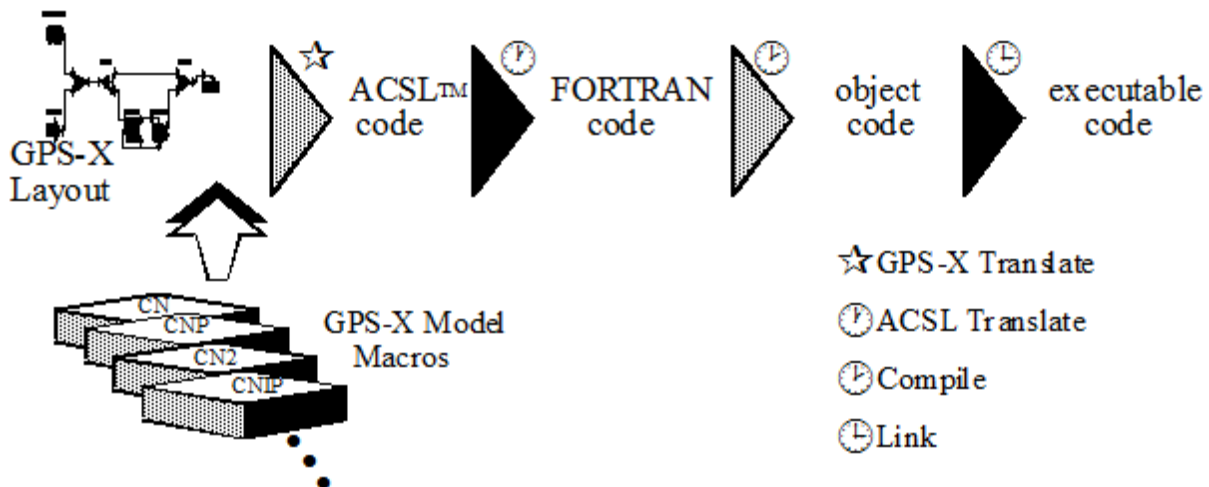 GPS-X
Layout
ACSL™
code
FORTRAN
code
object
code
executable
code
CN
CNP
CN2
CNIP
GPS-X Model
Macros
GPS-X Translate
ACSL Translate
Compile
Link